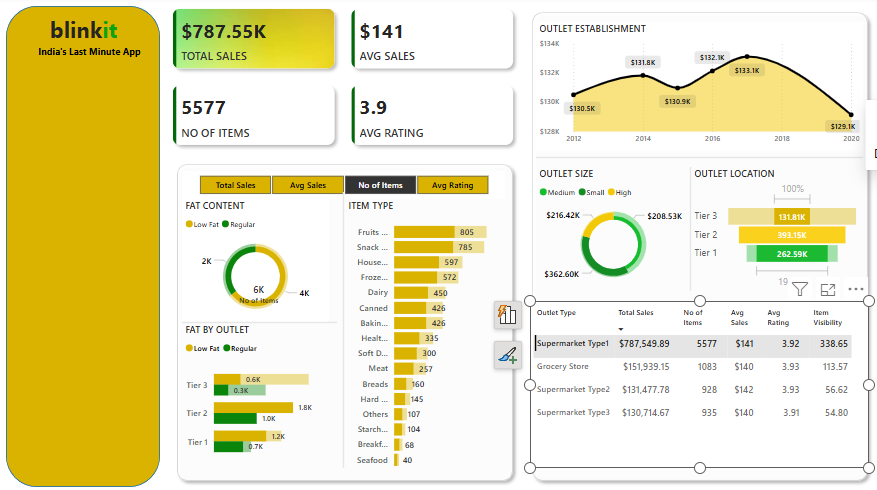 blinkit
India's Last Minute App
$787.55K
TOTAL SALES
$141
AVG SALES
5577
NO OF ITEMS
3.9
AVG RATING
Total Sales Avg Sales No of Items Avg Rating
FAT CONTENT
Low Fat Regular
2K
6K
No of Items
4K
FAT BY OUTLET
Low Fat Regular
Tier 3 0.6K
0.3K
Tier 2 1.8K
1.0K
Tier 1 1.2K
0.7K
ITEM TYPE
Fruits ... 805
Snack ... 785
House... 597
Froze... 572
Dairy 450
Canned 426
Bakin... 426
Healt... 335
Soft D... 300
Meat 257
Breads 160
Hard ... 145
Others 107
Starch... 104
Breakf... 68
Seafood 40
OUTLET ESTABLISHMENT
$134K
$132K
$130K
$128K
$130.5K
$131.8K
$130.9K
$132.1K
$133.1K
$129.1K
2012 2014 2016 2018 2020
OUTLET SIZE
Medium Small High
$216.42K
$208.53K
$362.60K
OUTLET LOCATION
100%
Tier 3 131.81K
Tier 2 393.15K
Tier 1 262.59K
19
Outlet Type Total Sales No of Items Avg Sales Avg Rating Item Visibility
Supermarket Type1 $787,549.89 5577 $141 3.92 338.65
Grocery Store $151,939.15 1083 $140 3.93 113.57
Supermarket Type2 $131,477.78 928 $142 3.93 56.62
Supermarket Type3 $130,714.67 935 $140 3.91 54.80